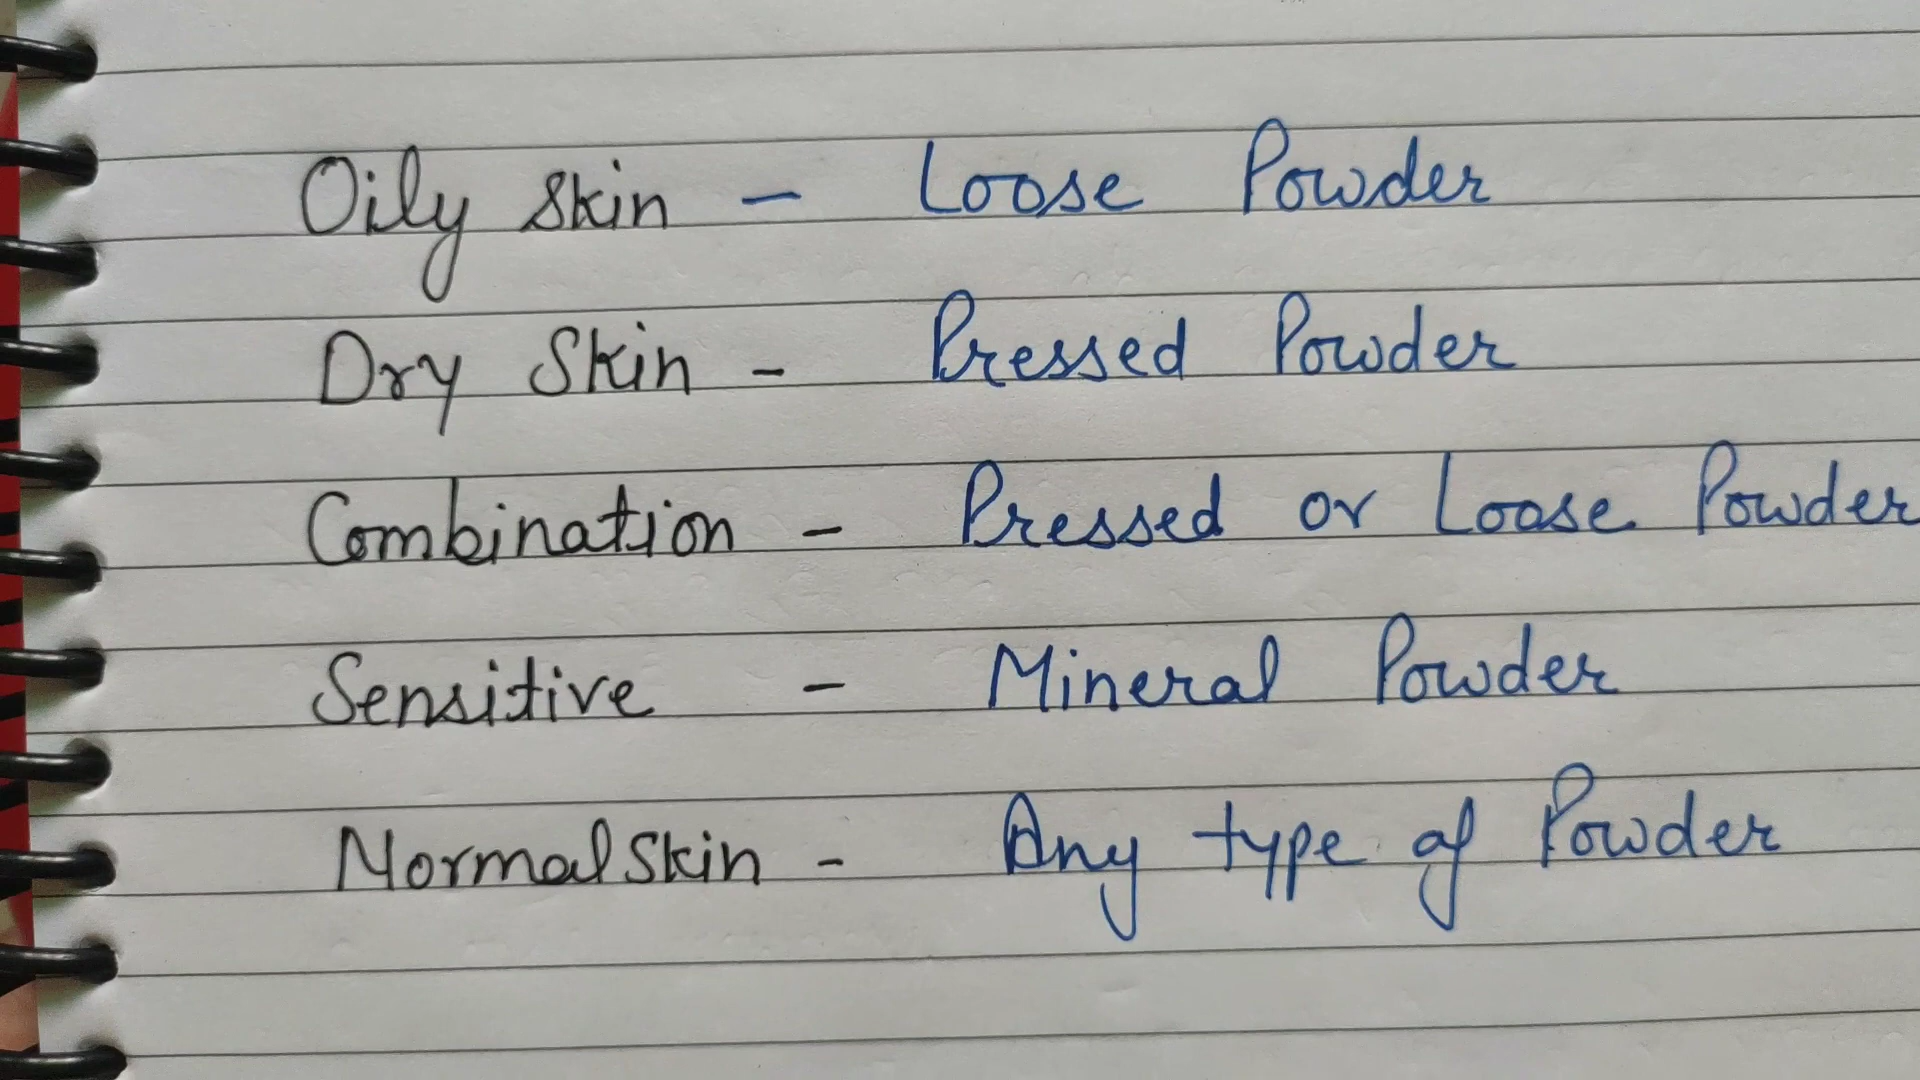 Oily Skin - Loose Powder
Dry Skin - Pressed Powder
Combination - Pressed or Loose Powder
Sensitive - Mineral Powder
Normal Skin - Any type of Powder